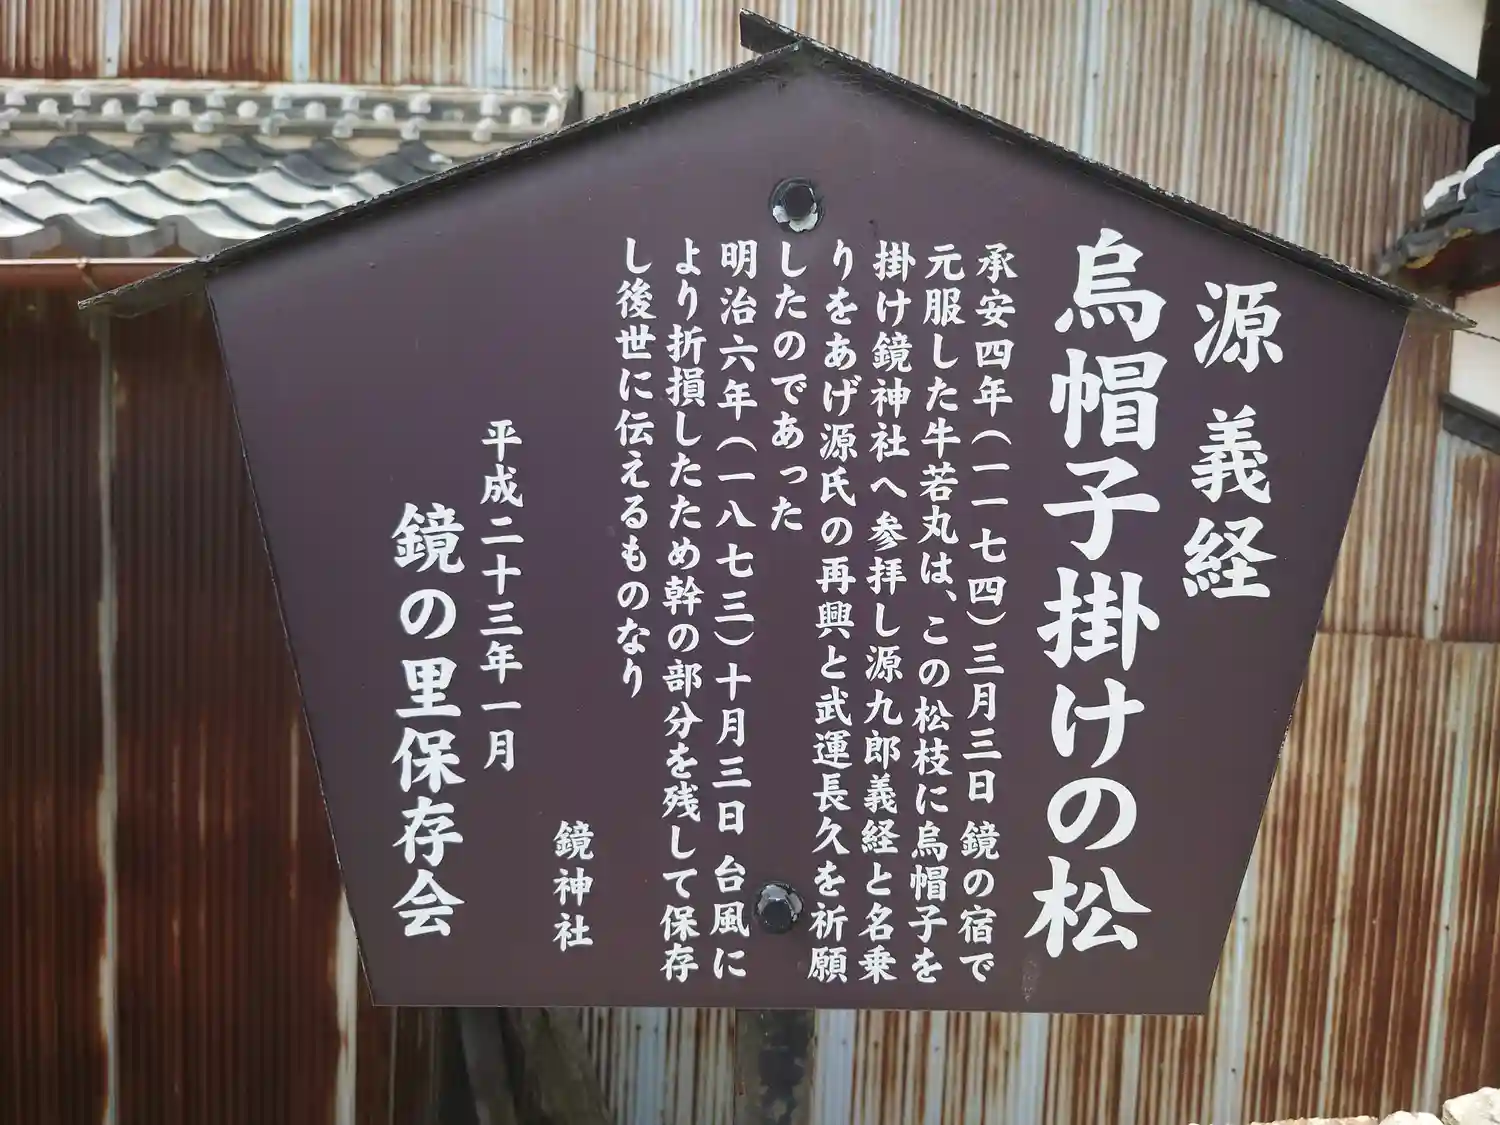 源 義経
烏帽子掛けの松
承安四年(一一七四)三月三日 鏡の宿で
元服した牛若丸は、この松枝に烏帽子を
掛け鏡神社へ参拝し源九郎義経と名乗
りをあげ源氏の再興と武運長久を祈願
したのであった
明治六年(一八七三)十月三日 台風に
より折損したため幹の部分を残して保存
し後世に伝えるものなり
鏡神社
平成二十三年一月
鏡の里保存会